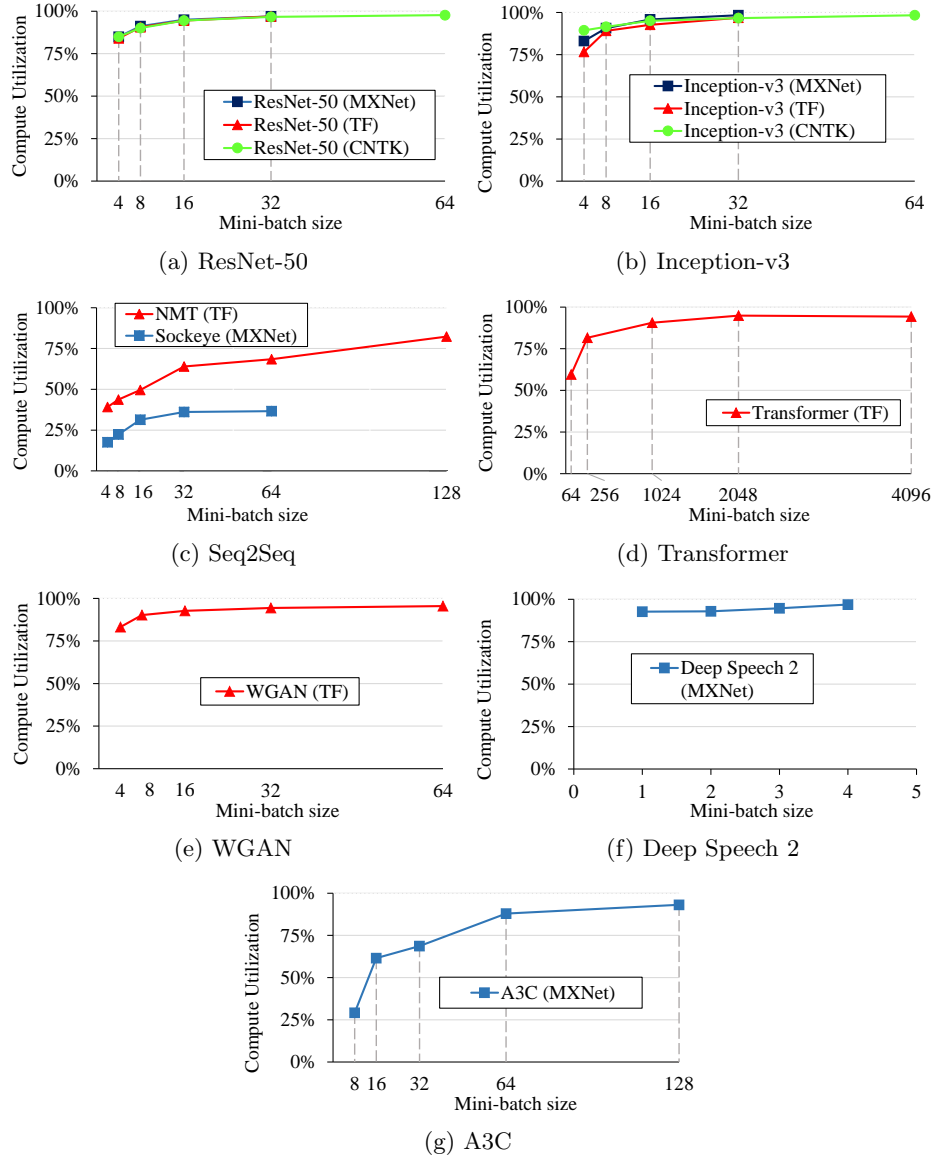 100%
75%
50%
25%
0%
Compute Utilization
ResNet-50 (MXNet)
ResNet-50 (TF)
ResNet-50 (CNTK)
4 8 16 32 64
Mini-batch size
(a) ResNet-50
100%
75%
50%
25%
0%
Compute Utilization
Inception-v3 (MXNet)
Inception-v3 (TF)
Inception-v3 (CNTK)
4 8 16 32 64
Mini-batch size
(b) Inception-v3
100%
75%
50%
25%
0%
Compute Utilization
NMT (TF)
Sockeye (MXNet)
4 8 16 32 64 128
Mini-batch size
(c) Seq2Seq
100%
75%
50%
25%
0%
Compute Utilization
Transformer (TF)
64 256 1024 2048 4096
Mini-batch size
(d) Transformer
100%
75%
50%
25%
0%
Compute Utilization
WGAN (TF)
4 8 16 32 64
Mini-batch size
(e) WGAN
100%
75%
50%
25%
0%
Compute Utilization
Deep Speech 2
(MXNet)
0 1 2 3 4 5
Mini-batch size
(f) Deep Speech 2
100%
75%
50%
25%
0%
Compute Utilization
A3C (MXNet)
8 16 32 64 128
Mini-batch size
(g) A3C